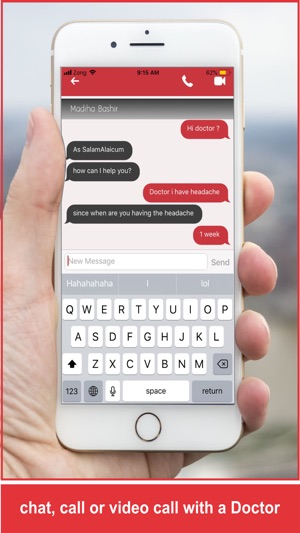 Zong 9:15 AM 62%
Madiha Bashir
Hi doctor ?
As SalamAlaicum
how can I help you?
Doctor i have headache
since when are you having the headache
1 week
New Message Send
Hahahahaha I lol
Q W E R T Y U I O P
A S D F G H J K L
Z X C V B N M
123 space return
chat, call or video call with a Doctor